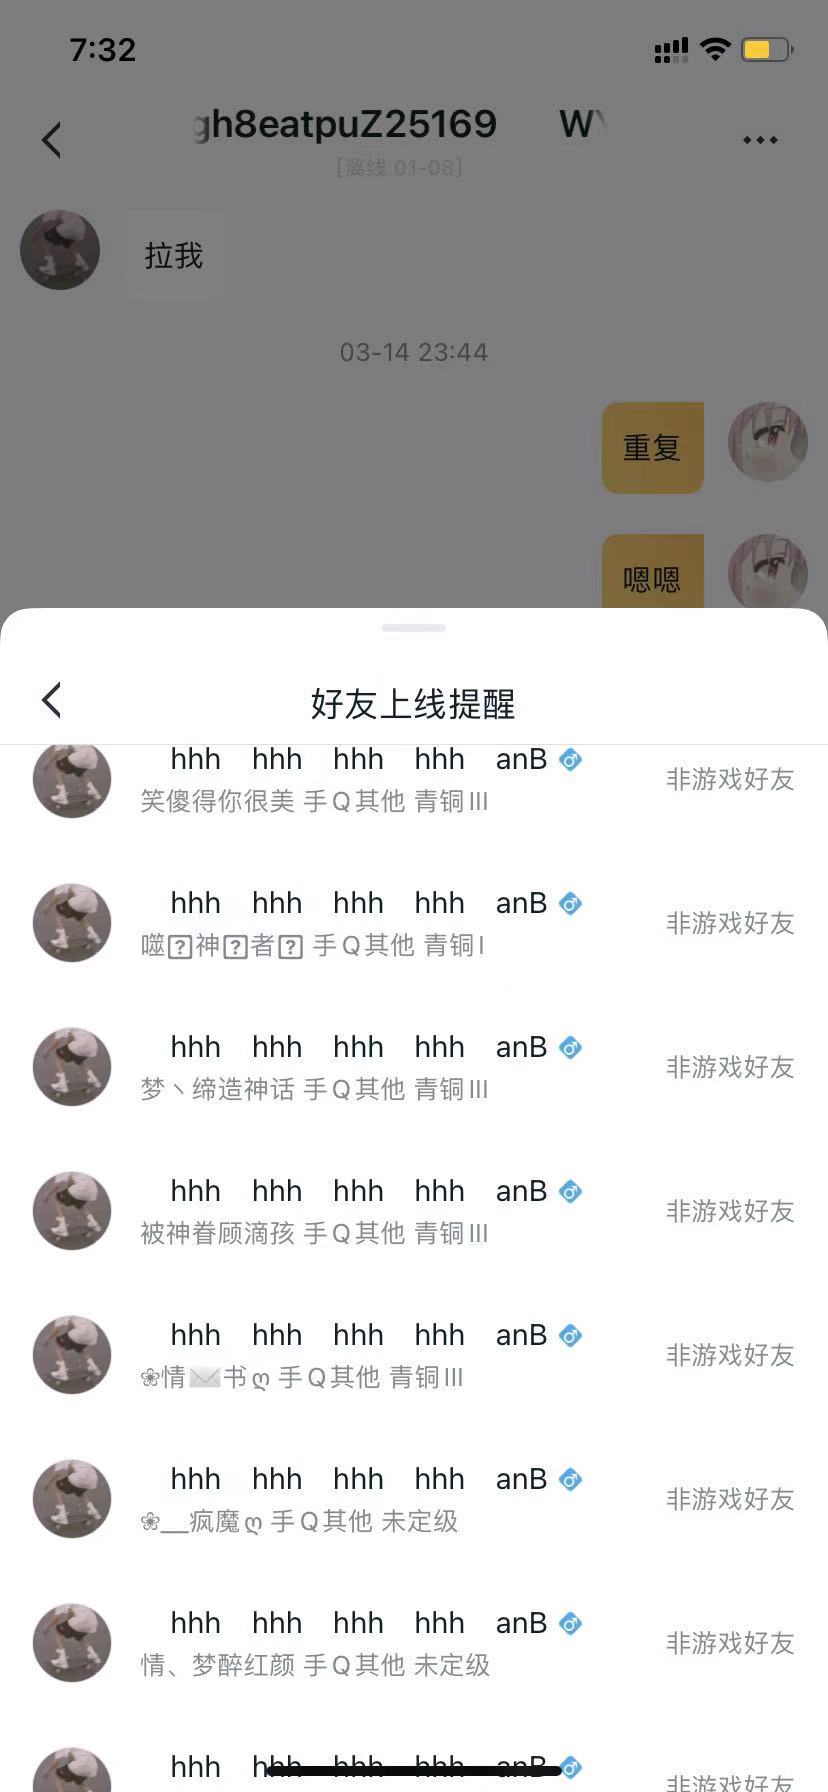 7:32
gh8eatpuZ25169 W
[离线 01-08]
拉我
03-14 23:44
重复
嗯嗯
好友上线提醒
hhh hhh hhh hhh anB
笑傻得你很美 手Q其他 青铜III
非游戏好友
hhh hhh hhh hhh anB
噬?神?者? 手Q其他 青铜I
非游戏好友
hhh hhh hhh hhh anB
梦丶缔造神话 手Q其他 青铜III
非游戏好友
hhh hhh hhh hhh anB
被神眷顾滴孩 手Q其他 青铜III
非游戏好友
hhh hhh hhh hhh anB
❀情✉书ღ 手Q其他 青铜III
非游戏好友
hhh hhh hhh hhh anB
❀__疯魔ღ 手Q其他 未定级
非游戏好友
hhh hhh hhh hhh anB
情、梦醉红颜 手Q其他 未定级
非游戏好友
hhh hhh hhh hhh anB
非游戏好友